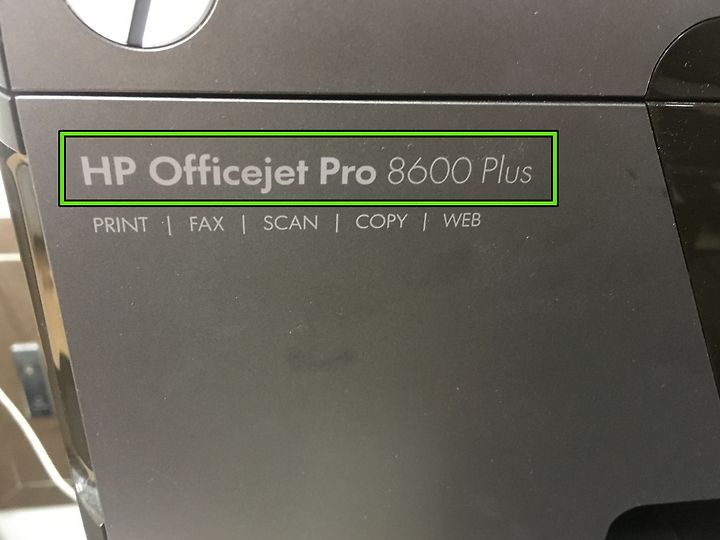 HP Officejet Pro 8600 Plus
PRINT | FAX | SCAN | COPY | WEB